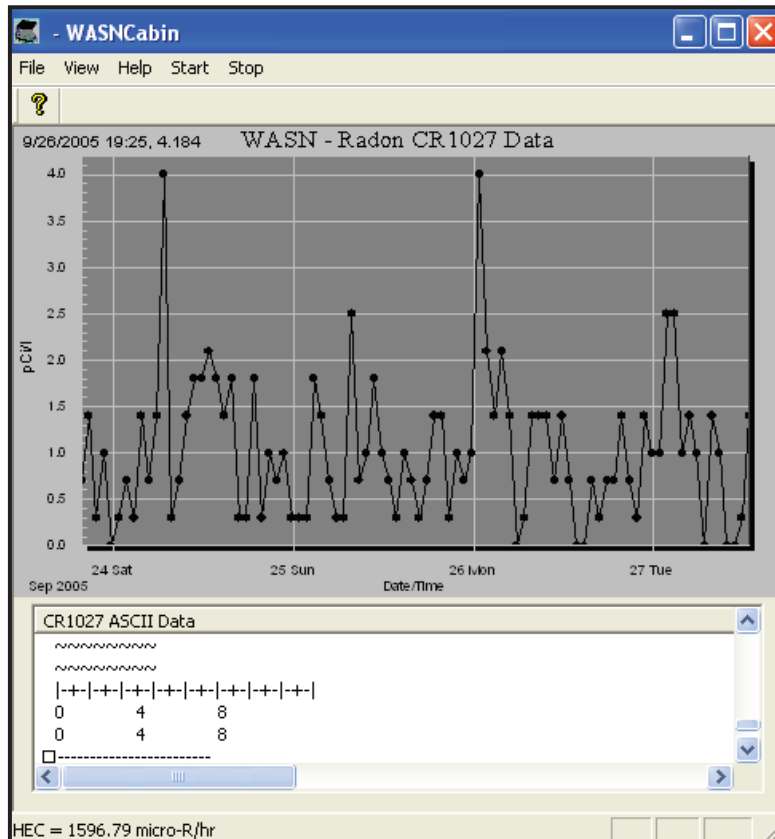 - WASNCabin
File View Help Start Stop
?
9/26/2005 19:25, 4.184 WASN - Radon CR1027 Data
4.0
3.5
3.0
2.5
2.0
1.5
1.0
0.5
0.0
pCi/l
24 Sat 25 Sun 26 Mon 27 Tue
Sep 2005 Date/Time
CR1027 ASCII Data
~~~~~~~~
~~~~~~~~
|-+-|-+-|-+-|-+-|-+-|-+-|-+-|-+-|
0 4 8
0 4 8
□------------------------
HEC = 1596.79 micro-R/hr